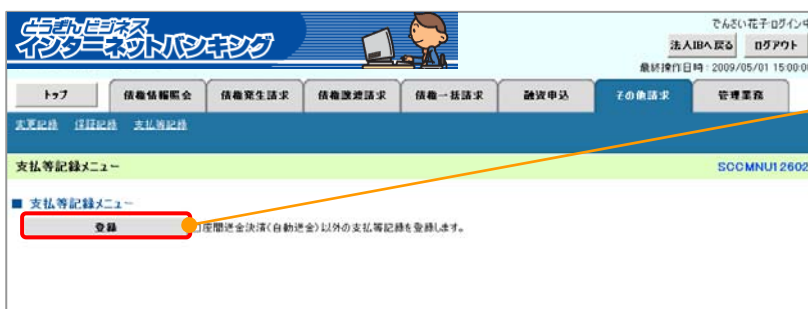 とうぎんビジネス
インターネットバンキング
でんさい花子 ログイン中
法人IBへ戻る ログアウト
最終操作日時:2009/05/01 15:00:00
トップ 債権情報照会 債権発生請求 債権譲渡請求 債権一括請求 融資申込 その他請求 管理業務
変更記録 保証記録 支払等記録
支払等記録メニュー SCCMNU12602
■ 支払等記録メニュー
登録 口座間送金決済(自動送金)以外の支払等記録を登録します。